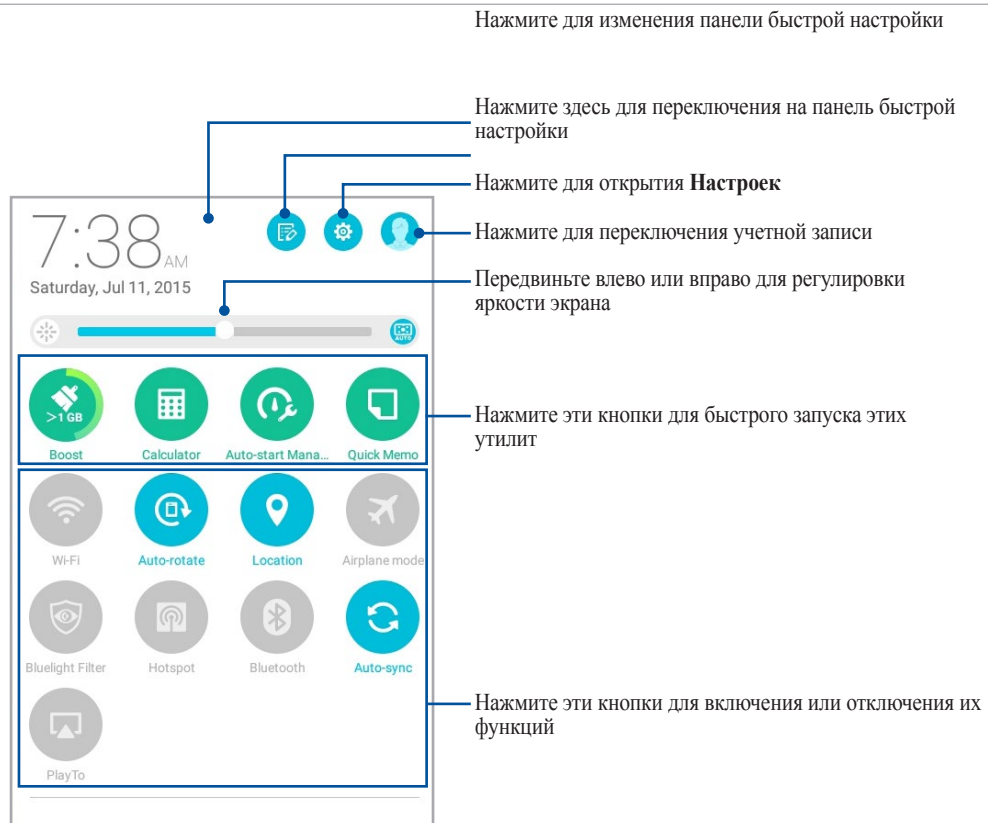 Нажмите для изменения панели быстрой настройки
Нажмите здесь для переключения на панель быстрой
настройки
Нажмите для открытия Настроек
Нажмите для переключения учетной записи
Передвиньте влево или вправо для регулировки
яркости экрана
Нажмите эти кнопки для быстрого запуска этих
утилит
Нажмите эти кнопки для включения или отключения их
функций
7:38 AM
Saturday, Jul 11, 2015
AUTO
>1 GB
Boost Calculator Auto-start Mana... Quick Memo
Wi-Fi Auto-rotate Location Airplane mode
Bluelight Filter Hotspot Bluetooth Auto-sync
PlayTo